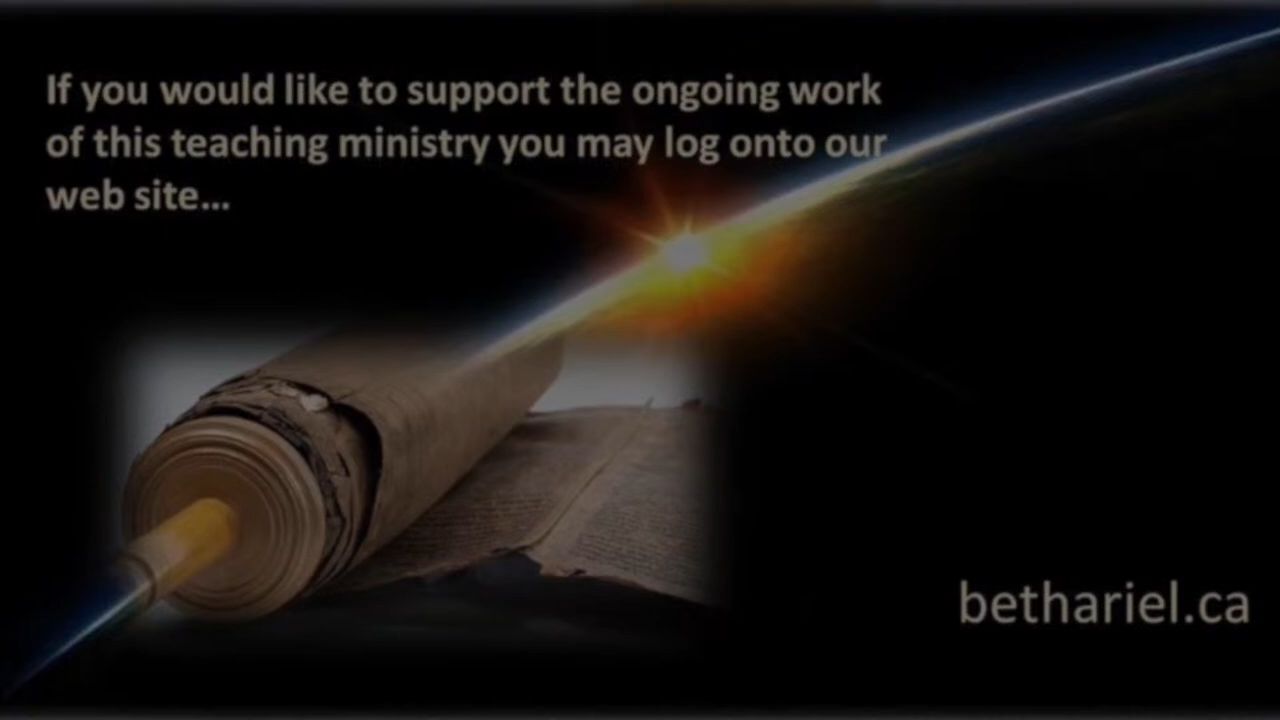 If you would like to support the ongoing work
of this teaching ministry you may log onto our
web site...
bethariel.ca